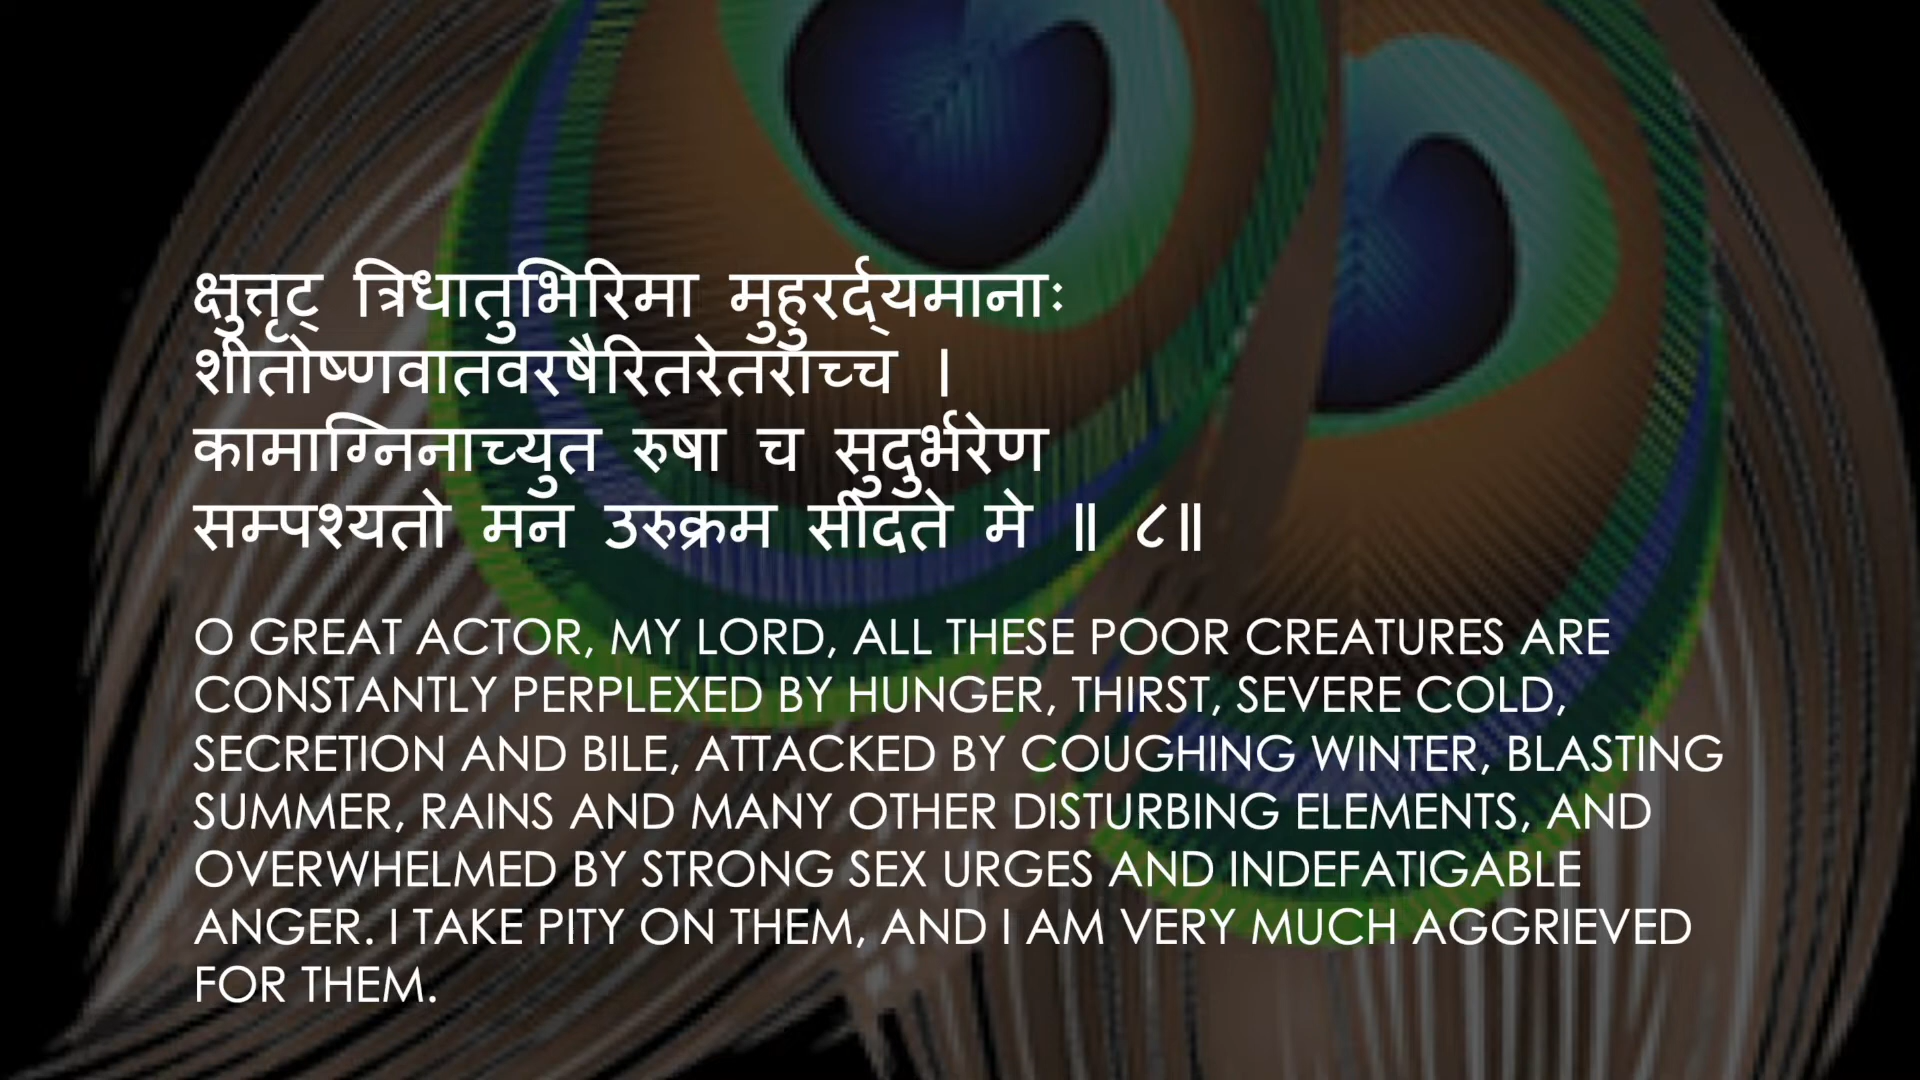 क्षुत्तृट् त्रिधातुभिरिमा मुहुरर्द्‌यमानाः
शीतोष्णवातवरषैरितरेतराच्च ।
कामाग्निनाच्युत रुषा च सुदुर्भरेण
सम्पश्यतो मन उरुक्रम सीदते मे ॥ ८॥
O GREAT ACTOR, MY LORD, ALL THESE POOR CREATURES ARE
CONSTANTLY PERPLEXED BY HUNGER, THIRST, SEVERE COLD,
SECRETION AND BILE, ATTACKED BY COUGHING WINTER, BLASTING
SUMMER, RAINS AND MANY OTHER DISTURBING ELEMENTS, AND
OVERWHELMED BY STRONG SEX URGES AND INDEFATIGABLE
ANGER. I TAKE PITY ON THEM, AND I AM VERY MUCH AGGRIEVED
FOR THEM.